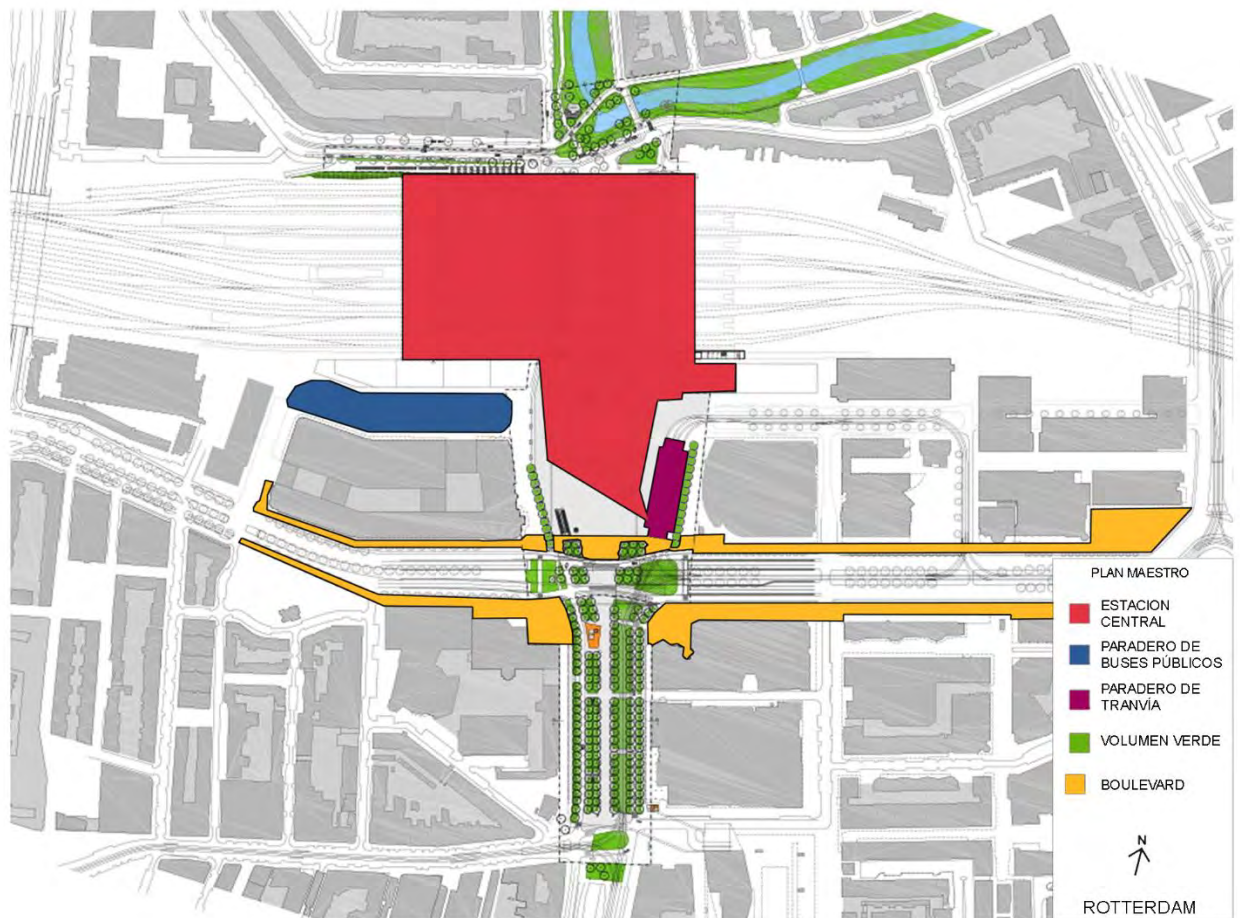 PLAN MAESTRO
ESTACION
CENTRAL
PARADERO DE
BUSES PÚBLICOS
PARADERO DE
TRANVÍA
VOLUMEN VERDE
BOULEVARD
N
ROTTERDAM